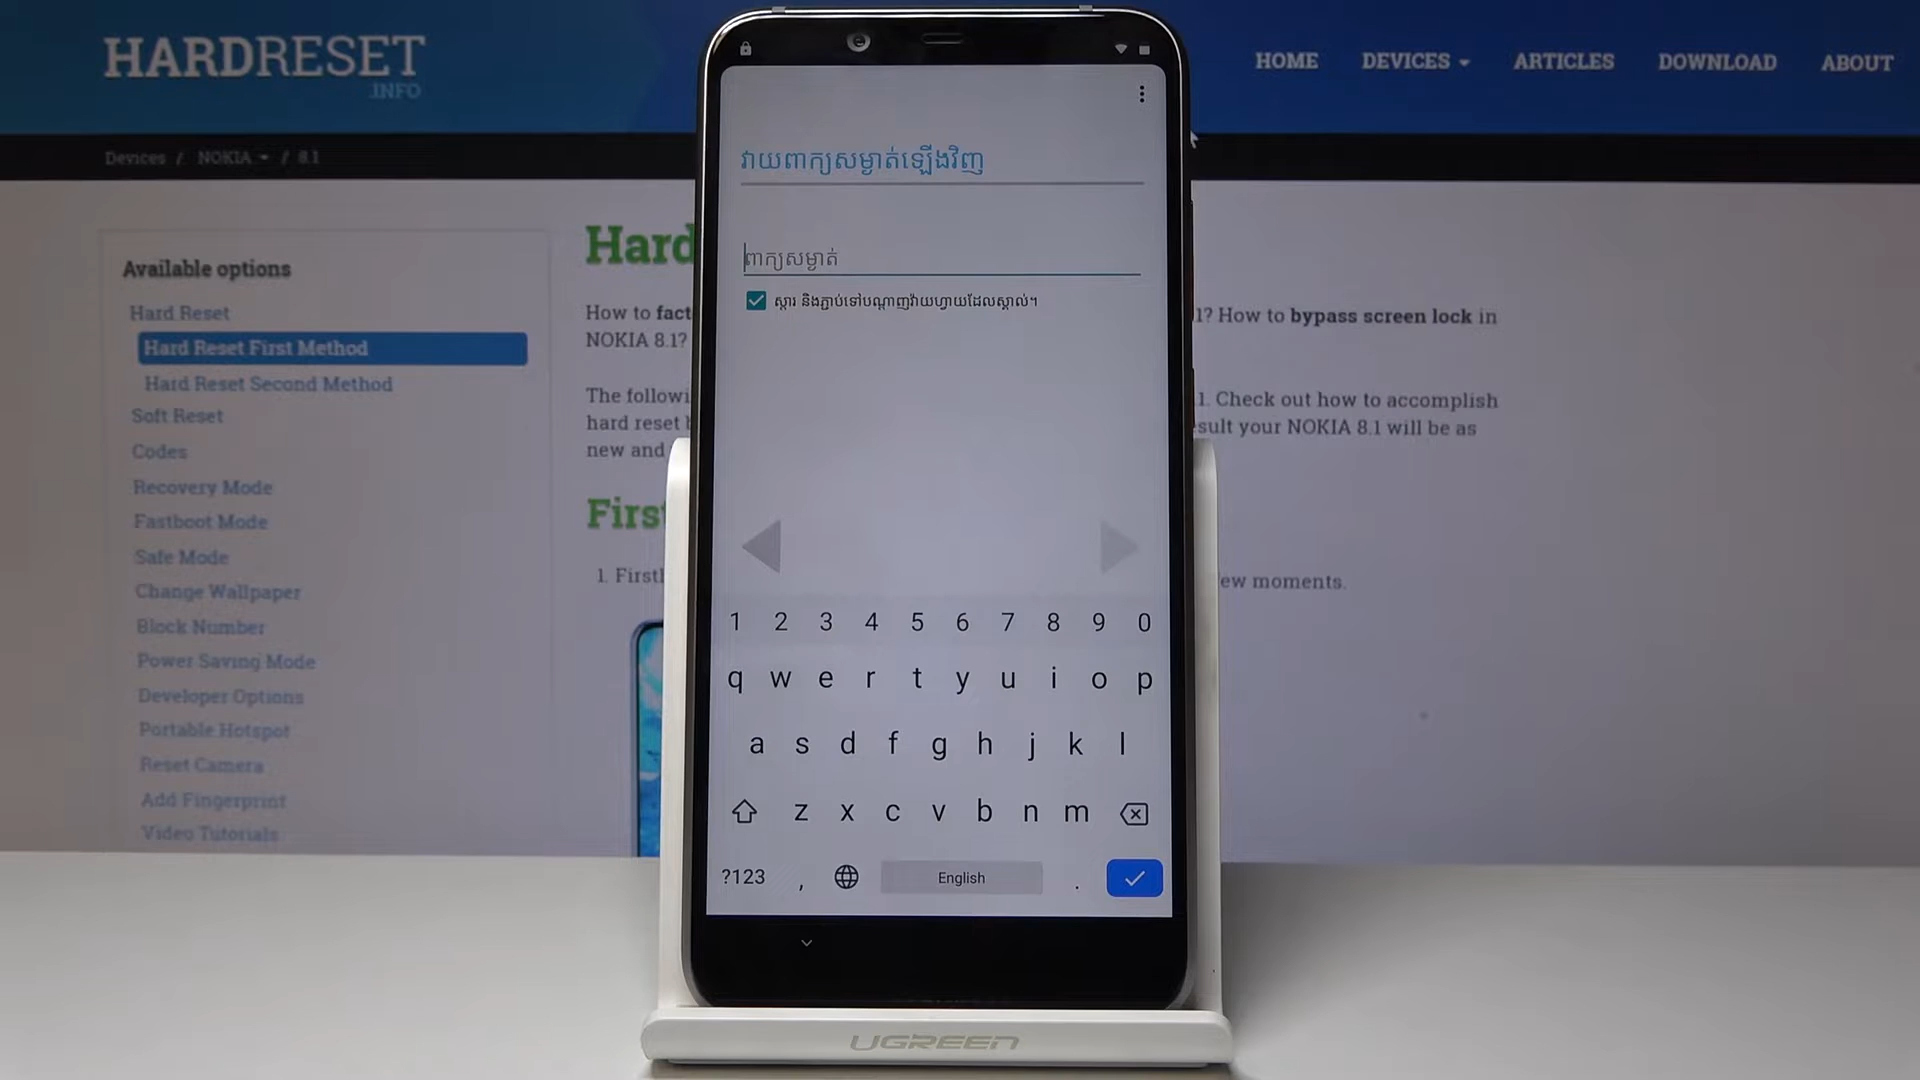 HARDRESET
.INFO
HOME DEVICES ARTICLES DOWNLOAD ABOUT
Devices / NOKIA / 8.1
Available options
Hard Reset
Hard Reset First Method
Hard Reset Second Method
Soft Reset
Codes
Recovery Mode
Fastboot Mode
Safe Mode
Change Wallpaper
Block Number
Power Saving Mode
Developer Options
Portable Hotspot
Reset Camera
Add Fingerprint
Video Tutorials
Hard
How to fact
1? How to bypass screen lock in
NOKIA 8.1?
The followi
1. Check out how to accomplish
hard reset
sult your NOKIA 8.1 will be as
new and
First
1. Firstl
ew moments.
វាយពាក្យសម្ងាត់ឡើងវិញ
ពាក្យសម្ងាត់
ស្ដារ និងភ្ជាប់ទៅបណ្ដាញវ៉ាយហ្វាយដែលស្គាល់។
1 2 3 4 5 6 7 8 9 0
q w e r t y u i o p
a s d f g h j k l
z x c v b n m
?123 , English .
UGREEN